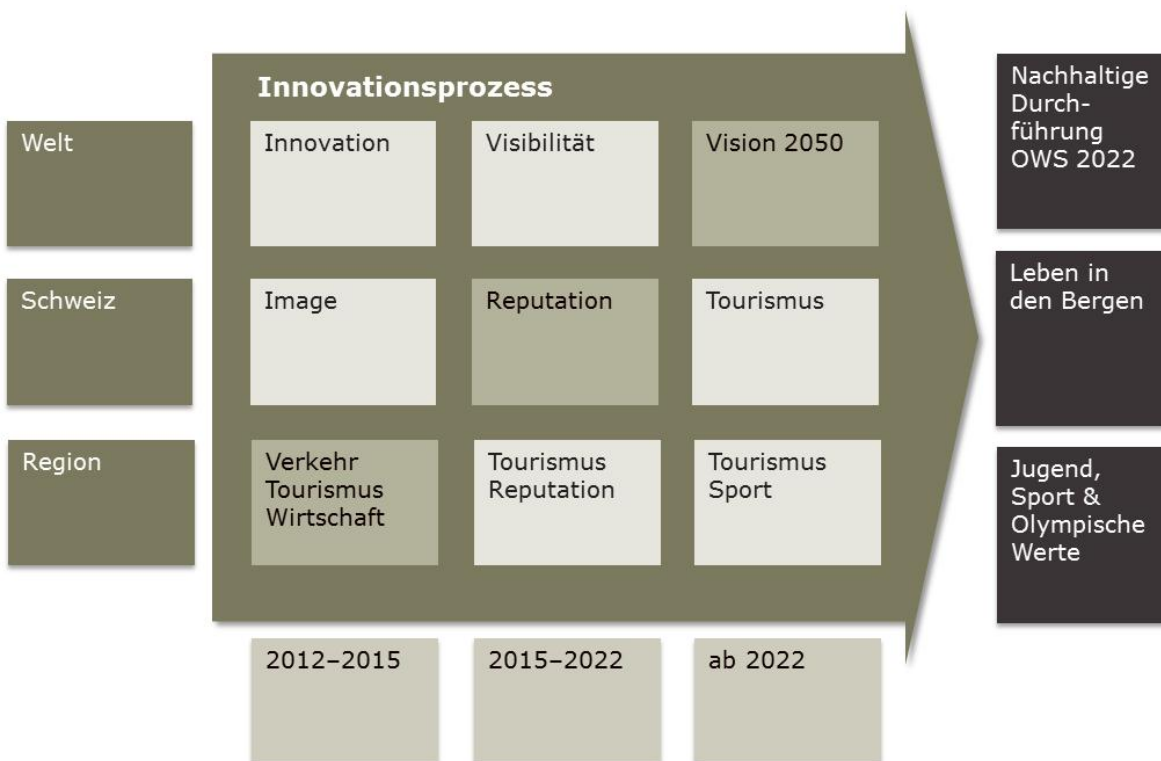 Innovationsprozess
Welt
Innovation
Visibilität
Vision 2050
Schweiz
Image
Reputation
Tourismus
Region
Verkehr
Tourismus
Wirtschaft
Tourismus
Reputation
Tourismus
Sport
2012–2015
2015–2022
ab 2022
Nachhaltige
Durch-
führung
OWS 2022
Leben in
den Bergen
Jugend,
Sport &
Olympische
Werte